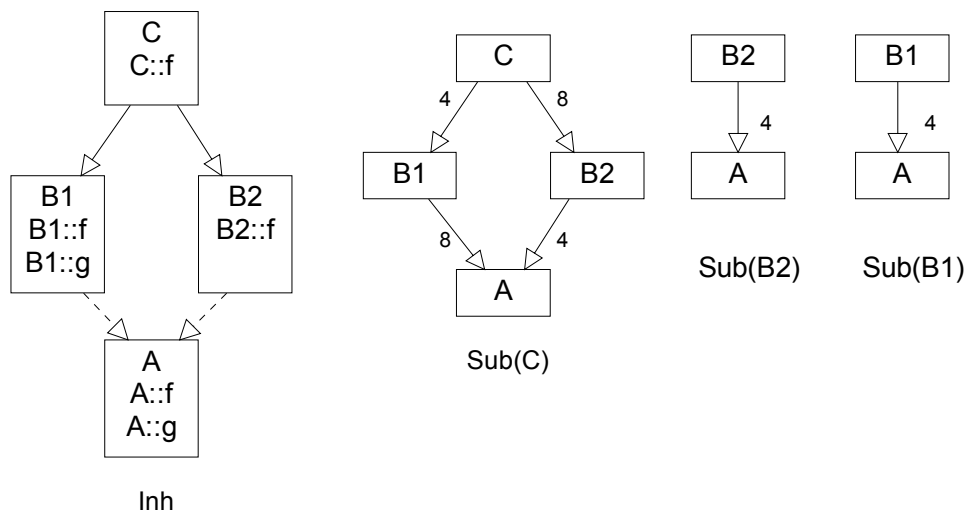 C
C::f
B1
B1::f
B1::g
B2
B2::f
A
A::f
A::g
Inh
C
4
8
B1
B2
8
4
A
Sub(C)
B2
4
A
Sub(B2)
B1
4
A
Sub(B1)